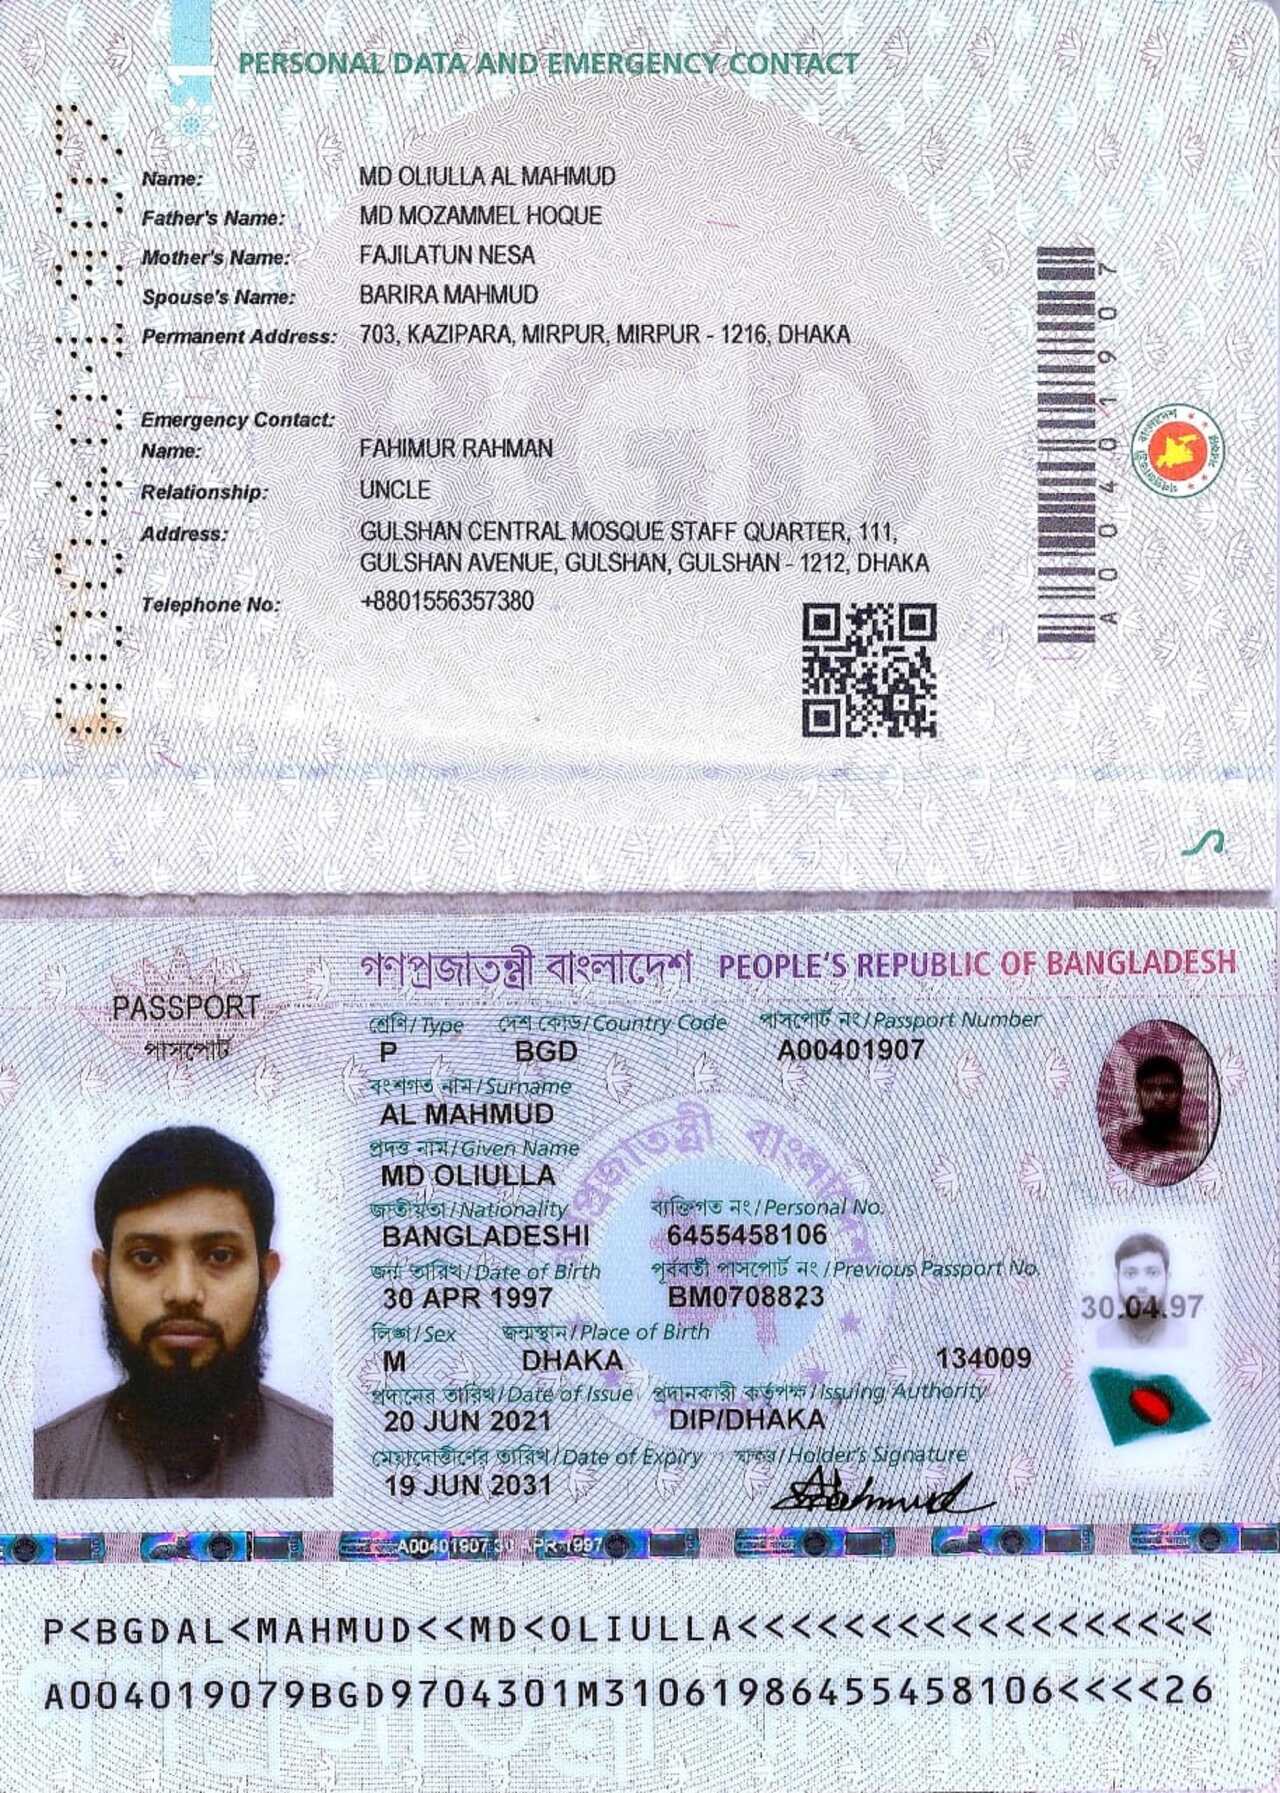 1
PERSONAL DATA AND EMERGENCY CONTACT
Name: MD OLIULLA AL MAHMUD
Father's Name: MD MOZAMMEL HOQUE
Mother's Name: FAJILATUN NESA
Spouse's Name: BARIRA MAHMUD
Permanent Address: 703, KAZIPARA, MIRPUR, MIRPUR - 1216, DHAKA
Emergency Contact:
Name: FAHIMUR RAHMAN
Relationship: UNCLE
Address: GULSHAN CENTRAL MOSQUE STAFF QUARTER, 111,
GULSHAN AVENUE, GULSHAN, GULSHAN - 1212, DHAKA
Telephone No: +8801556357380
A00401907
গণপ্রজাতন্ত্রী বাংলাদেশ PEOPLE'S REPUBLIC OF BANGLADESH
PASSPORT
পাসপোর্ট
শ্রেণি/Type দেশ কোড/Country Code পাসপোর্ট নং/Passport Number
P BGD A00401907
বংশগত নাম/Surname
AL MAHMUD
প্রদত্ত নাম/Given Name
MD OLIULLA
জাতীয়তা/Nationality ব্যক্তিগত নং/Personal No.
BANGLADESHI 6455458106
জন্ম তারিখ/Date of Birth পূর্ববর্তী পাসপোর্ট নং/Previous Passport No.
30 APR 1997 BM0708823
30.04.97
লিঙ্গ/Sex জন্মস্থান/Place of Birth
M DHAKA 134009
প্রদানের তারিখ/Date of Issue প্রদানকারী কর্তৃপক্ষ/Issuing Authority
20 JUN 2021 DIP/DHAKA
মেয়াদোত্তীর্ণের তারিখ/Date of Expiry স্বাক্ষর/Holder's Signature
19 JUN 2031
A00401907 30 APR 1997
P<BGDAL<MAHMUD<<MD<OLIULLA<<<<<<<<<<<<<<<<<<
A004019079BGD9704301M31061986455458106<<<<26